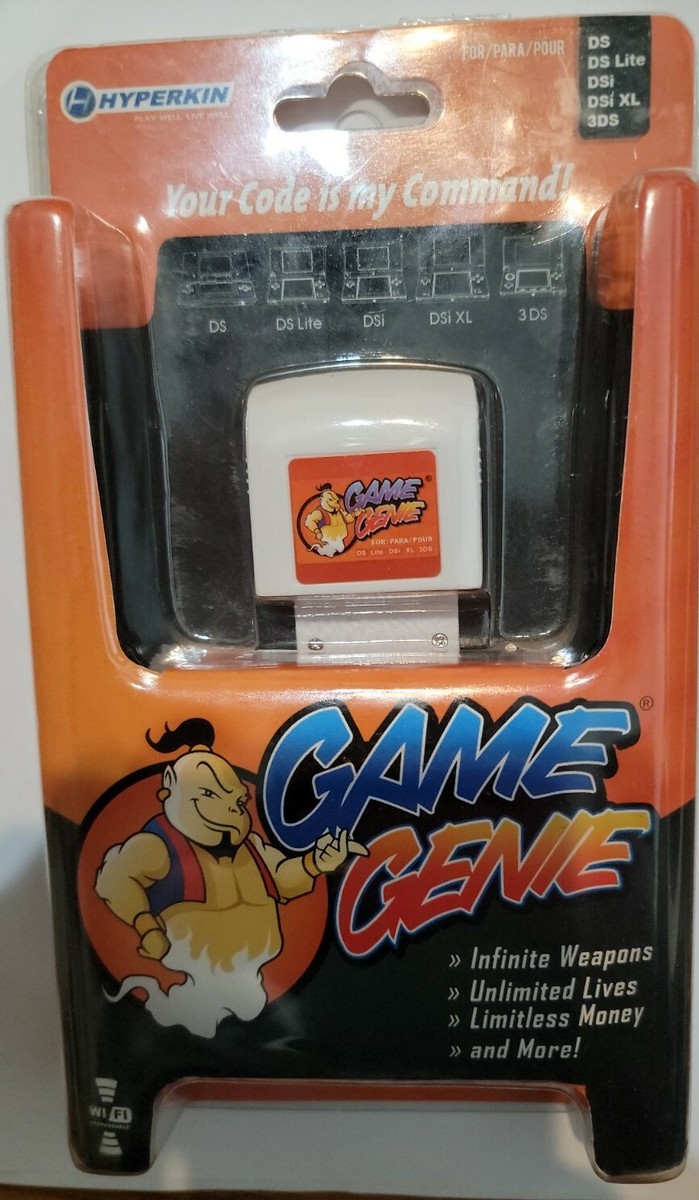 HYPERKIN
PLAY WELL. LIVE WELL.
FOR/PARA/POUR
DS
DS Lite
DSi
DSi XL
3DS
Your Code is my Command!
DS
DS Lite
DSi
DSi XL
3DS
GAME ®
GENIE
FOR/PARA/POUR
DS Lite DSi XL 3DS
GAME ®
GENIE
» Infinite Weapons
» Unlimited Lives
» Limitless Money
» and More!
WI FI